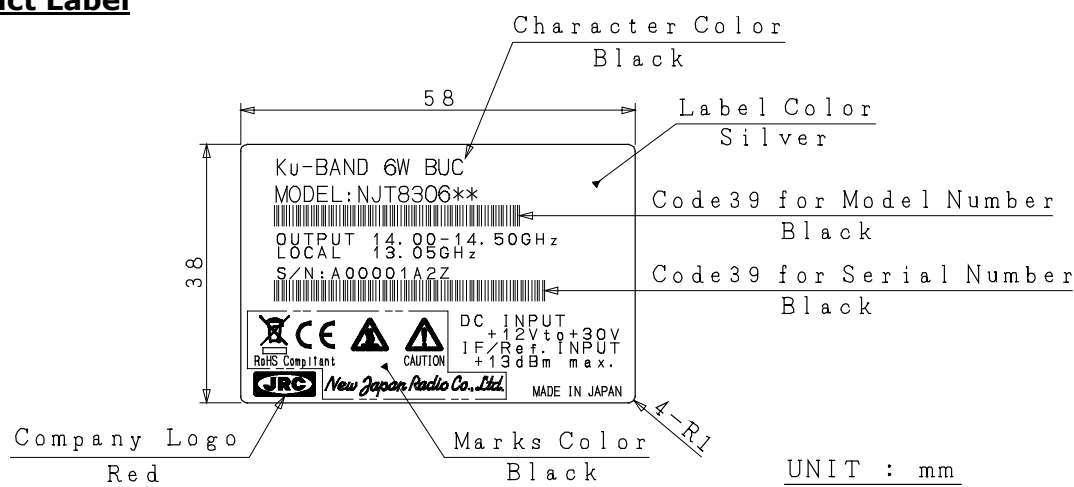 uct Label
Character Color
Black
58
Label Color
Silver
Ku-BAND 6W BUC
MODEL:NJT8306**
Code39 for Model Number
Black
OUTPUT 14.00-14.50GHz
LOCAL 13.05GHz
38
S/N:A00001A2Z
Code39 for Serial Number
Black
CE
RoHS Compliant
CAUTION
DC INPUT
+12Vto+30V
IF/Ref. INPUT
+13dBm max.
JRC New Japan Radio Co.,Ltd.
MADE IN JAPAN
4-R1
Company Logo
Red
Marks Color
Black
UNIT : mm